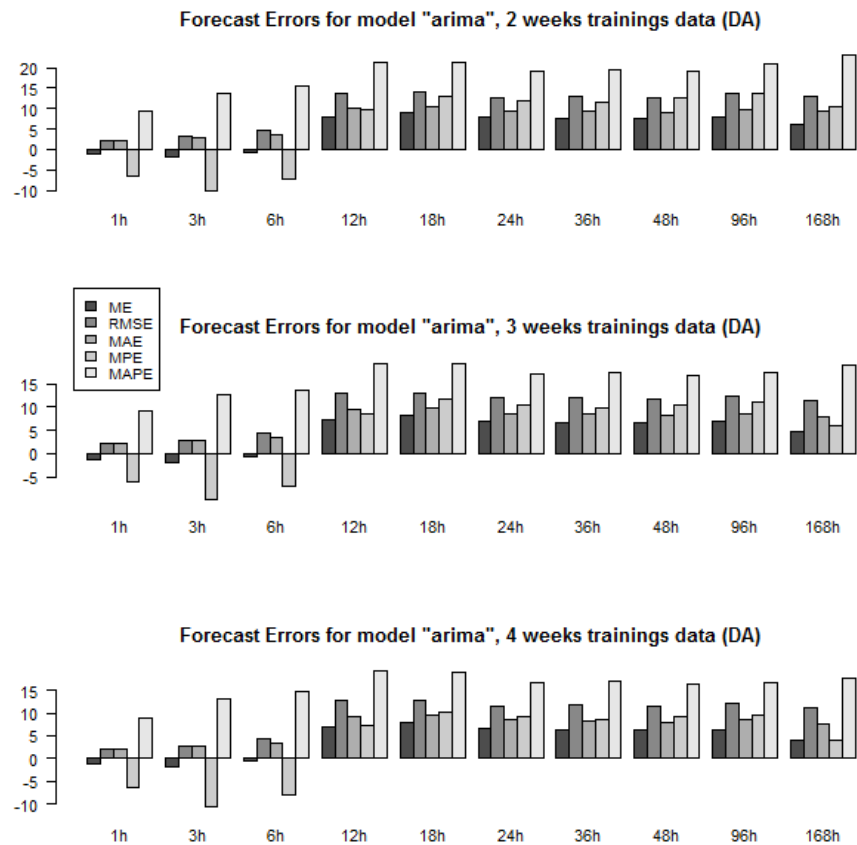 Forecast Errors for model "arima", 2 weeks trainings data (DA)
20
15
10
5
0
-5
-10
1h 3h 6h 12h 18h 24h 36h 48h 96h 168h
ME
RMSE
MAE
MPE
MAPE
Forecast Errors for model "arima", 3 weeks trainings data (DA)
15
10
5
0
-5
1h 3h 6h 12h 18h 24h 36h 48h 96h 168h
Forecast Errors for model "arima", 4 weeks trainings data (DA)
15
10
5
0
-5
-10
1h 3h 6h 12h 18h 24h 36h 48h 96h 168h